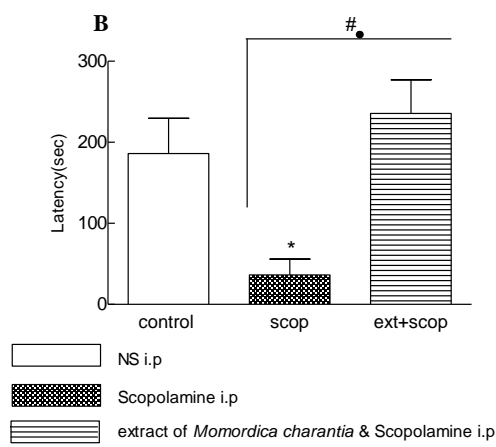 B
#
Latency(sec)
300
200
100
0
*
control scop ext+scop
NS i.p
Scopolamine i.p
extract of Momordica charantia & Scopolamine i.p